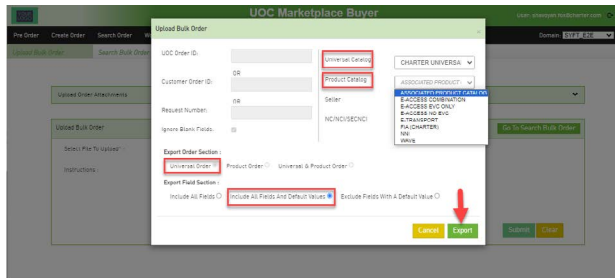 UOC Marketplace Buyer
Pre Order Create Order Search Order
Domain:
Upload Bulk Order Search Bulk Order
Upload Bulk Order
UOC Order ID:
OR
Customer Order ID:
OR
Request Number:
Ignore Blank Fields:
Universal Catalog
CHARTER UNIVERSA
Product Catalog
ASSOCIATED PRODUCT
ASSOCIATED PRODUCT CATALOG
E-ACCESS COMBINATION
E-ACCESS EVC ONLY
E-ACCESS NO EVC
E-TRANSPORT
FIA (CHARTER)
NNI
WAVE
Seller
NC/NCI/SECNCI
Upload Order Attachments
Upload Bulk Order
Go To Search Bulk Order
Select File To Upload* :
Instructions :
Export Order Section :
Universal Order Product Order Universal & Product Order
Export Field Section :
Include All Fields Include All Fields And Default Values Exclude Fields With A Default Value
Cancel Export
Submit Clear